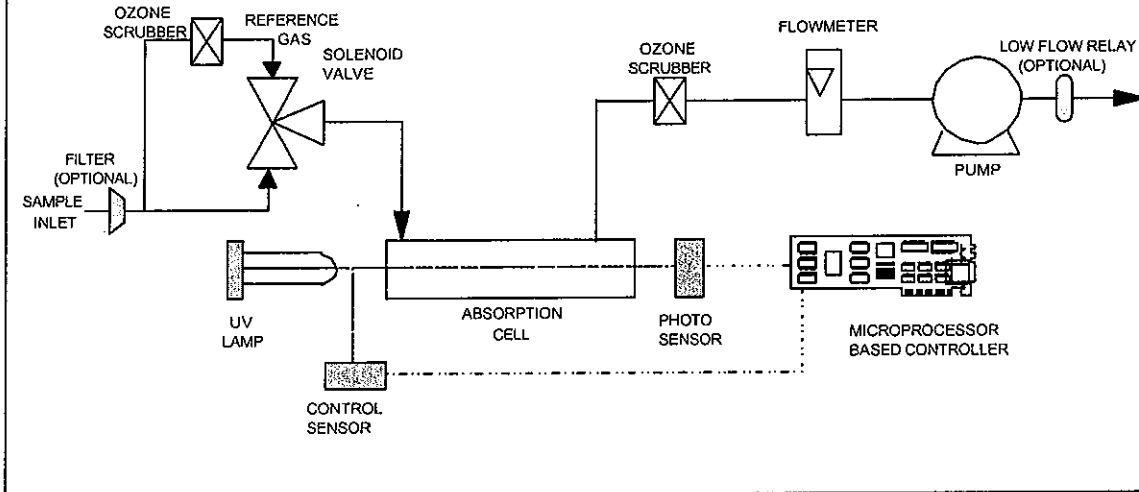 OZONE
SCRUBBER
REFERENCE
GAS
SOLENOID
VALVE
FILTER
(OPTIONAL)
SAMPLE
INLET
OZONE
SCRUBBER
FLOWMETER
LOW FLOW RELAY
(OPTIONAL)
PUMP
UV
LAMP
ABSORPTION
CELL
PHOTO
SENSOR
MICROPROCESSOR
BASED CONTROLLER
CONTROL
SENSOR